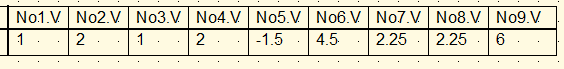 No1.V No2.V No3.V No4.V No5.V No6.V No7.V No8.V No9.V
1 2 1 2 -1.5 4.5 2.25 2.25 6